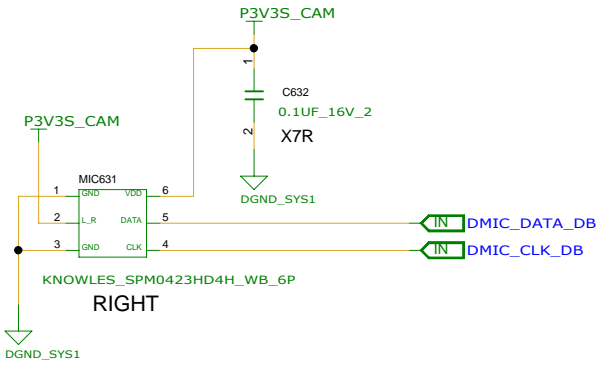 P3V3S_CAM
1
C632
0.1UF_16V_2
2
X7R
DGND_SYS1
P3V3S_CAM
MIC631
1 GND VDD 6
2 L_R DATA 5
3 GND CLK 4
IN DMIC_DATA_DB
IN DMIC_CLK_DB
KNOWLES_SPM0423HD4H_WB_6P
RIGHT
DGND_SYS1